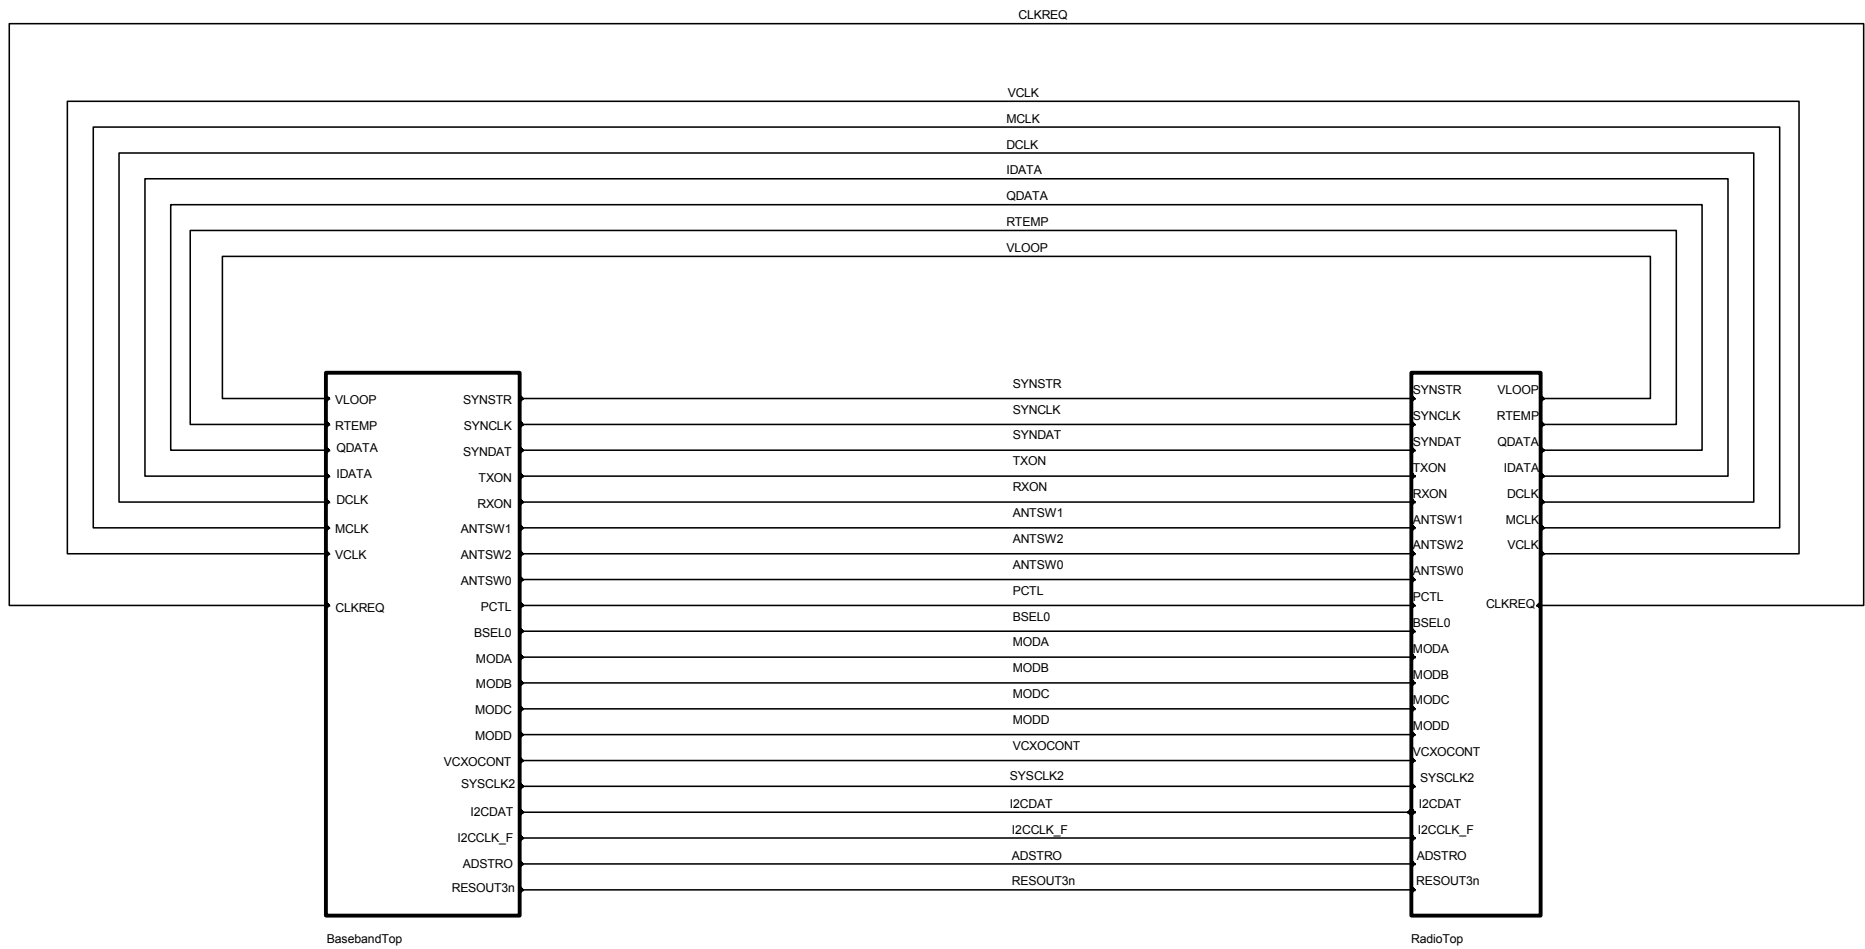 CLKREQ
VCLK
MCLK
DCLK
IDATA
QDATA
RTEMP
VLOOP
VLOOP SYNSTR SYNSTR SYNSTR VLOOP
RTEMP SYNCLK SYNCLK SYNCLK RTEMP
QDATA SYNDAT SYNDAT SYNDAT QDATA
IDATA TXON TXON TXON IDATA
DCLK RXON RXON RXON DCLK
MCLK ANTSW1 ANTSW1 ANTSW1 MCLK
VCLK ANTSW2 ANTSW2 ANTSW2 VCLK
ANTSW0 ANTSW0 ANTSW0
CLKREQ PCTL PCTL PCTL CLKREQ
BSEL0 BSEL0 BSEL0
MODA MODA MODA
MODB MODB MODB
MODC MODC MODC
MODD MODD MODD
VCXOCONT VCXOCONT VCXOCONT
SYSCLK2 SYSCLK2 SYSCLK2
I2CDAT I2CDAT I2CDAT
I2CCLK_F I2CCLK_F I2CCLK_F
ADSTRO ADSTRO ADSTRO
RESOUT3n RESOUT3n RESOUT3n
BasebandTop RadioTop